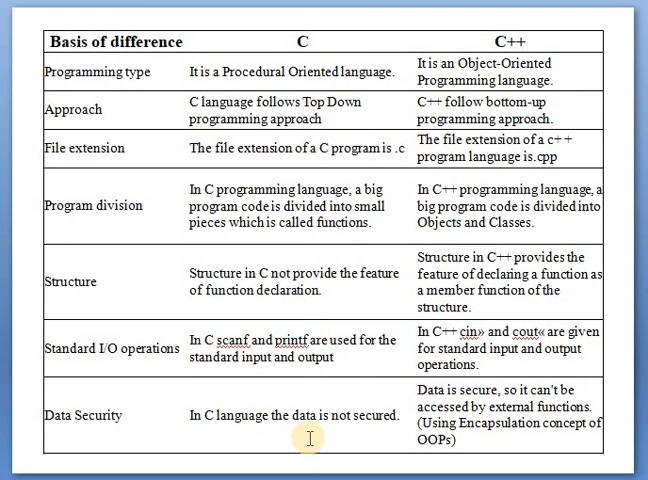 Basis of difference C C++
Programming type It is a Procedural Oriented language. It is an Object-Oriented
Programming language.
Approach C language follows Top Down
programming approach C++ follow bottom-up
programming approach.
File extension The file extension of a C program is .c The file extension of a c++
program language is.cpp
Program division In C programming language, a big
program code is divided into small
pieces which is called functions. In C++ programming language, a
big program code is divided into
Objects and Classes.
Structure Structure in C not provide the feature
of function declaration. Structure in C++ provides the
feature of declaring a function as
a member function of the
structure.
Standard I/O operations In C scanf and printf are used for the
standard input and output In C++ cin» and cout« are given
for standard input and output
operations.
Data Security In C language the data is not secured. Data is secure, so it can't be
accessed by external functions.
(Using Encapsulation concept of
OOPs)